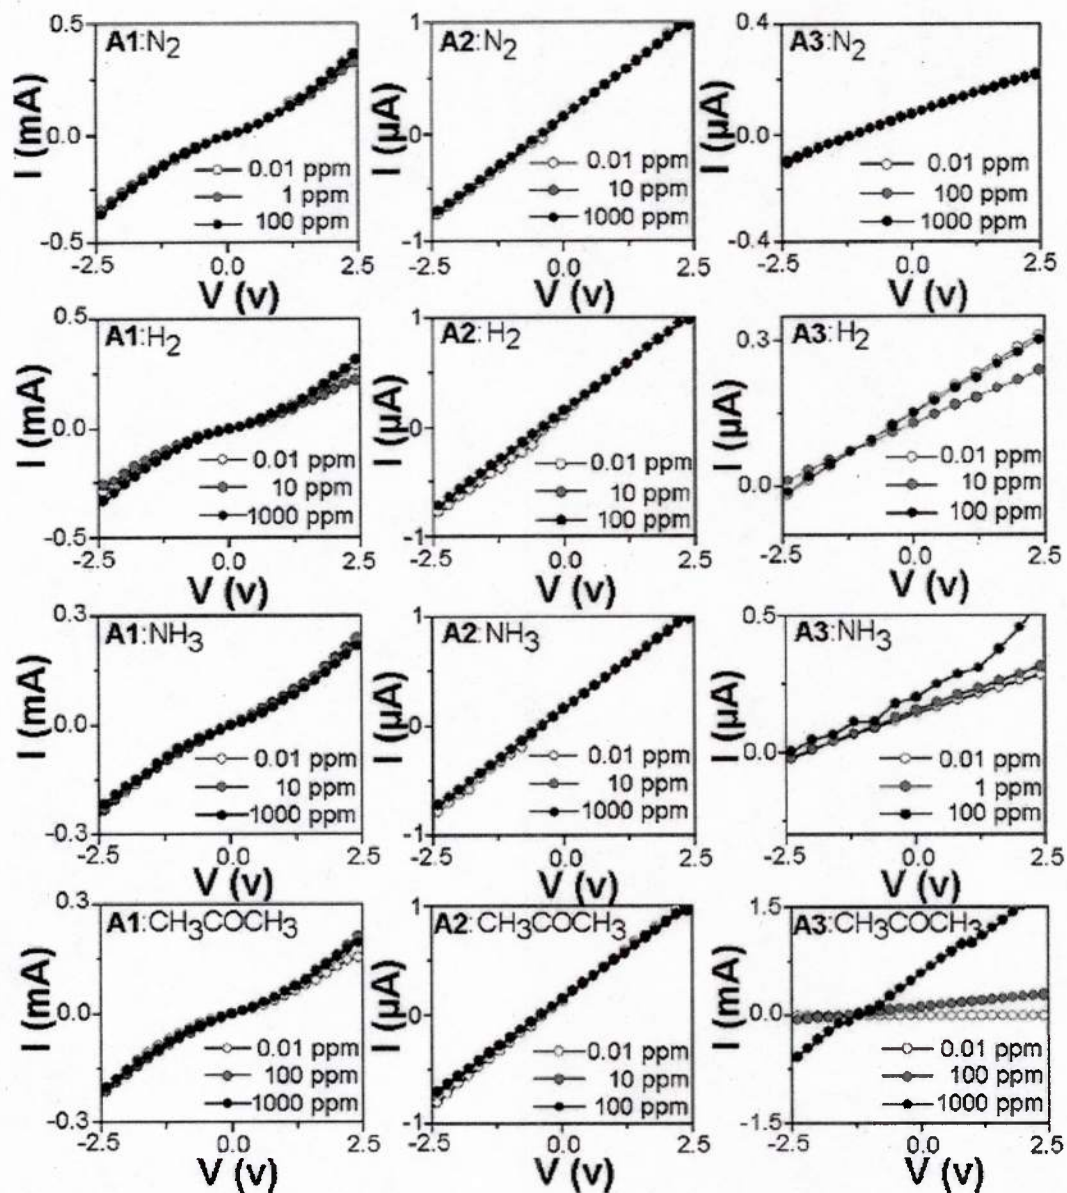 A1:N2
I (mA)
0.5
0.0
-0.5
0.01 ppm
1 ppm
100 ppm
-2.5 0.0 2.5
V (v)
A2:N2
I (µA)
1
0
-1
0.01 ppm
10 ppm
1000 ppm
-2.5 0.0 2.5
V (v)
A3:N2
I (µA)
0.4
0.0
-0.4
0.01 ppm
100 ppm
1000 ppm
-2.5 0.0 2.5
V (v)
A1:H2
I (mA)
0.5
0.0
-0.5
0.01 ppm
10 ppm
1000 ppm
-2.5 0.0 2.5
V (v)
A2:H2
I (µA)
1
0
-1
0.01 ppm
10 ppm
100 ppm
-2.5 0.0 2.5
V (v)
A3:H2
I (µA)
0.3
0.0
0.01 ppm
10 ppm
100 ppm
-2.5 0.0 2.5
V (v)
A1:NH3
I (mA)
0.3
0.0
-0.3
0.01 ppm
10 ppm
1000 ppm
-2.5 0.0 2.5
V (v)
A2:NH3
I (µA)
1
0
-1
0.01 ppm
10 ppm
1000 ppm
-2.5 0.0 2.5
V (v)
A3:NH3
I (µA)
0.5
0.0
0.01 ppm
1 ppm
100 ppm
-2.5 0.0 2.5
V (v)
A1:CH3COCH3
I (mA)
0.3
0.0
-0.3
0.01 ppm
100 ppm
1000 ppm
-2.5 0.0 2.5
V (v)
A2:CH3COCH3
I (µA)
1
0
-1
0.01 ppm
10 ppm
100 ppm
-2.5 0.0 2.5
V (v)
A3:CH3COCH3
I (mA)
1.5
0.0
-1.5
0.01 ppm
100 ppm
1000 ppm
-2.5 0.0 2.5
V (v)